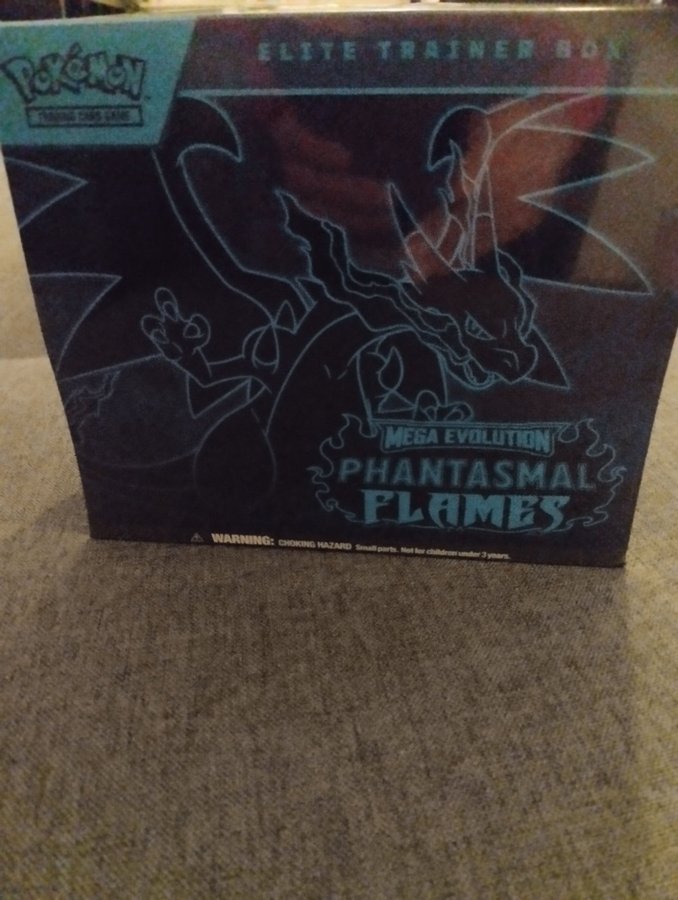 POKÉMON
TRADING CARD GAME
ELITE TRAINER BOX
MEGA EVOLUTION
PHANTASMAL
FLAMES
⚠ WARNING: CHOKING HAZARD Small parts. Not for children under 3 years.